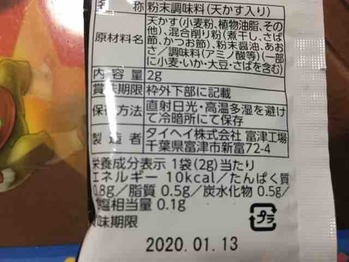 名 称 粉末調味料(天かす入り)
原材料名 天かす(小麦粉、植物油脂、その
他)、混合削り粉(煮干し、さば
節、かつお節)、粉末醤油、あお
さ/調味料(アミノ酸等)(一部
に小麦・いか・大豆・さばを含む)
内容量 2g
賞味期限 枠外下部に記載
保存方法 直射日光・高温多湿を避け
て冷暗所にて保存
製造者 タイヘイ株式会社 富津工場
千葉県富津市新富72-4
栄養成分表示 1袋(2g)当たり
エネルギー 10kcal/たんぱく質
0.8g/脂質 0.5g/炭水化物 0.5g/
食塩相当量 0.1g
賞味期限
プラ
2020.01.13